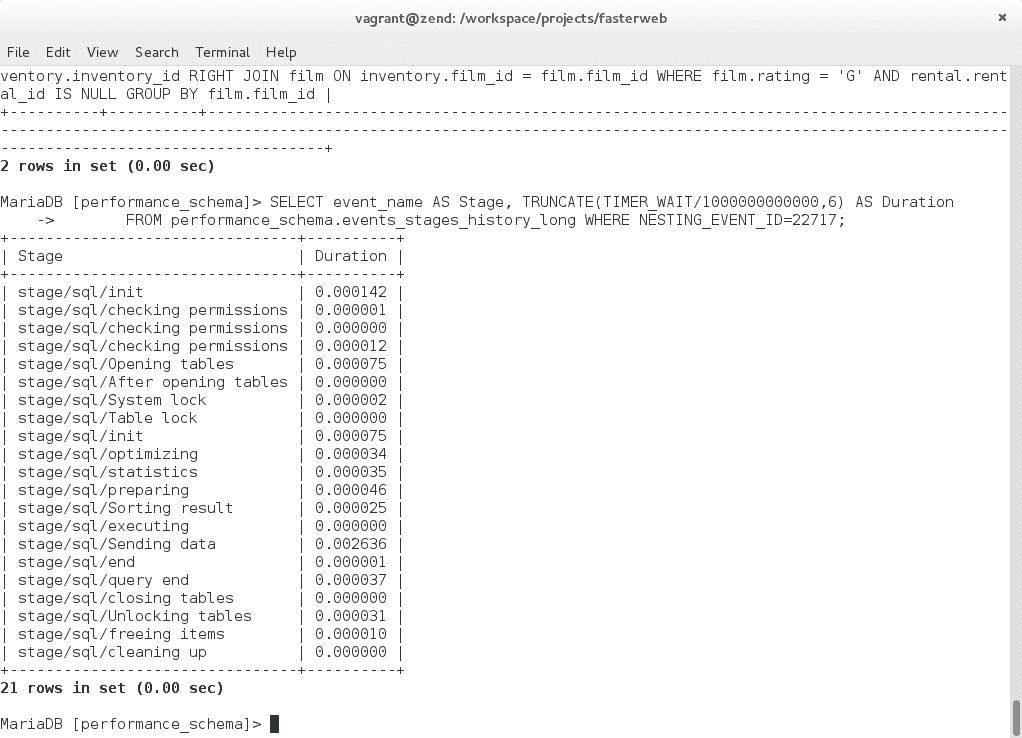 vagrant@zend: /workspace/projects/fasterweb ×
File Edit View Search Terminal Help
ventory.inventory_id RIGHT JOIN film ON inventory.film_id = film.film_id WHERE film.rating = 'G' AND rental.rent
al_id IS NULL GROUP BY film.film_id |
+----------+----------+-----------------------------------------------------------------------------------------
----------------------------------------------------------------------------------------------------------------
------------------------------------+
2 rows in set (0.00 sec)
MariaDB [performance_schema]> SELECT event_name AS Stage, TRUNCATE(TIMER_WAIT/1000000000000,6) AS Duration
    ->        FROM performance_schema.events_stages_history_long WHERE NESTING_EVENT_ID=22717;
+--------------------------------+----------+
| Stage                          | Duration |
+--------------------------------+----------+
| stage/sql/init                 | 0.000142 |
| stage/sql/checking permissions | 0.000001 |
| stage/sql/checking permissions | 0.000000 |
| stage/sql/checking permissions | 0.000012 |
| stage/sql/Opening tables       | 0.000075 |
| stage/sql/After opening tables | 0.000000 |
| stage/sql/System lock          | 0.000002 |
| stage/sql/Table lock           | 0.000000 |
| stage/sql/init                 | 0.000075 |
| stage/sql/optimizing           | 0.000034 |
| stage/sql/statistics           | 0.000035 |
| stage/sql/preparing            | 0.000046 |
| stage/sql/Sorting result       | 0.000025 |
| stage/sql/executing            | 0.000000 |
| stage/sql/Sending data         | 0.002636 |
| stage/sql/end                  | 0.000001 |
| stage/sql/query end            | 0.000037 |
| stage/sql/closing tables       | 0.000000 |
| stage/sql/Unlocking tables     | 0.000031 |
| stage/sql/freeing items        | 0.000010 |
| stage/sql/cleaning up          | 0.000000 |
+--------------------------------+----------+
21 rows in set (0.00 sec)
MariaDB [performance_schema]>